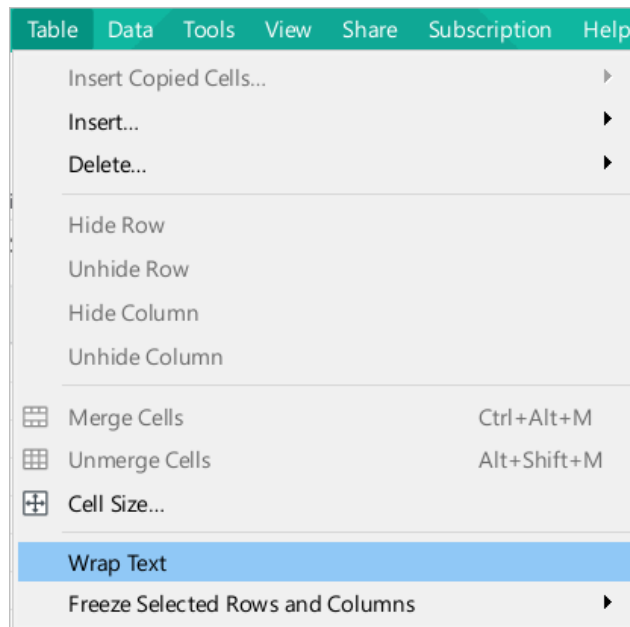 Table Data Tools View Share Subscription Help
Insert Copied Cells...
Insert...
Delete...
Hide Row
Unhide Row
Hide Column
Unhide Column
Merge Cells Ctrl+Alt+M
Unmerge Cells Alt+Shift+M
Cell Size...
Wrap Text
Freeze Selected Rows and Columns